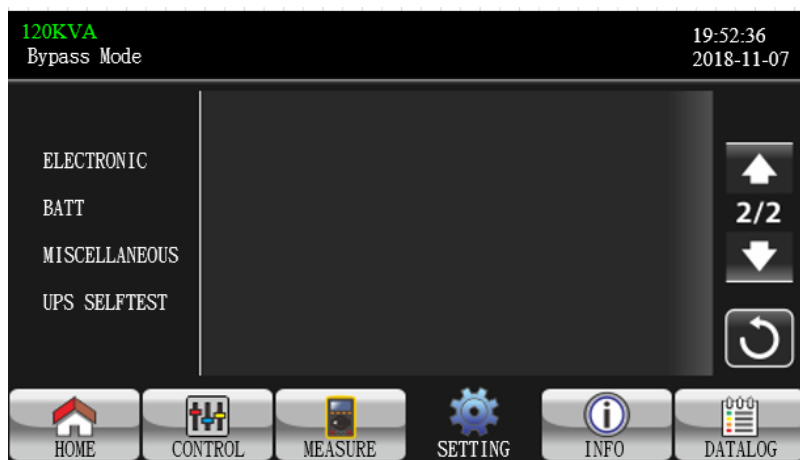 120KVA
Bypass Mode
19:52:36
2018-11-07
ELECTRONIC
BATT
MISCELLANEOUS
UPS SELFTEST
2/2
HOME
CONTROL
MEASURE
SETTING
INFO
DATALOG